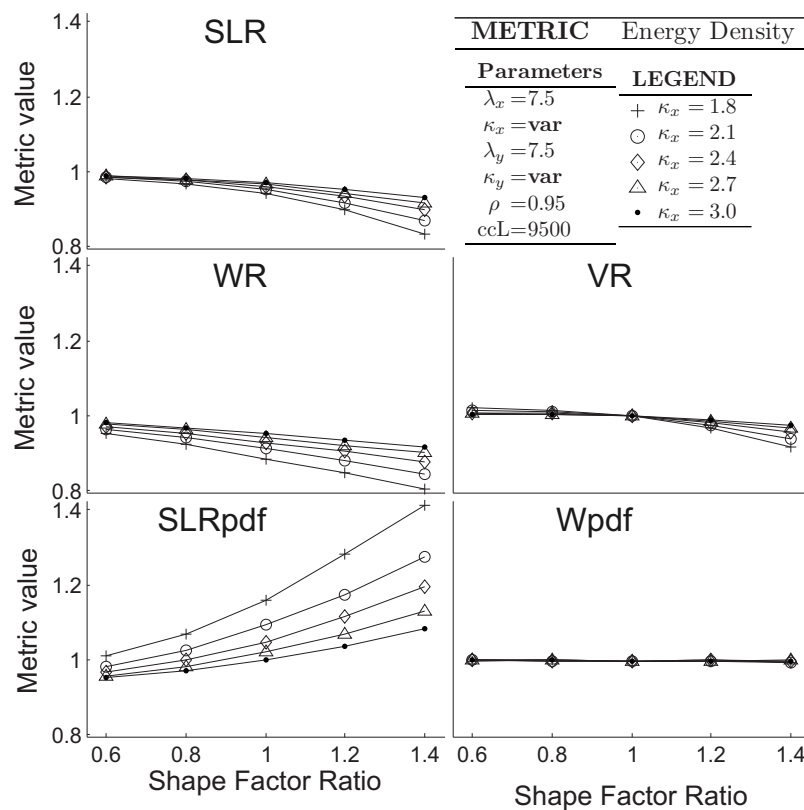 SLR
Metric value
1.4
1.2
1
0.8
METRIC Energy Density
Parameters
λx =7.5
κx =var
λy =7.5
κy =var
ρ =0.95
ccL=9500
LEGEND
κx = 1.8
κx = 2.1
κx = 2.4
κx = 2.7
κx = 3.0
WR
Metric value
1.4
1.2
1
0.8
VR
SLRpdf
Metric value
1.4
1.2
1
0.8
0.6 0.8 1 1.2 1.4
Shape Factor Ratio
Wpdf
0.6 0.8 1 1.2 1.4
Shape Factor Ratio